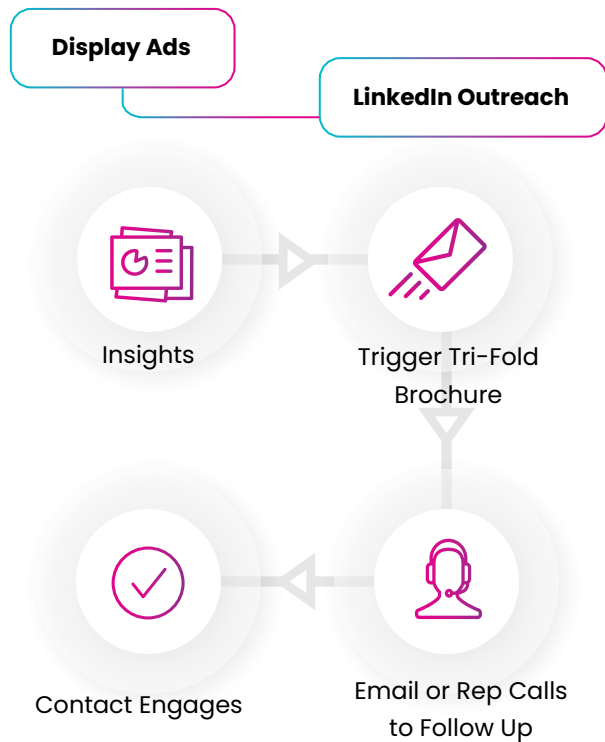 Display Ads
LinkedIn Outreach
Insights
Trigger Tri-Fold
Brochure
Contact Engages
Email or Rep Calls
to Follow Up